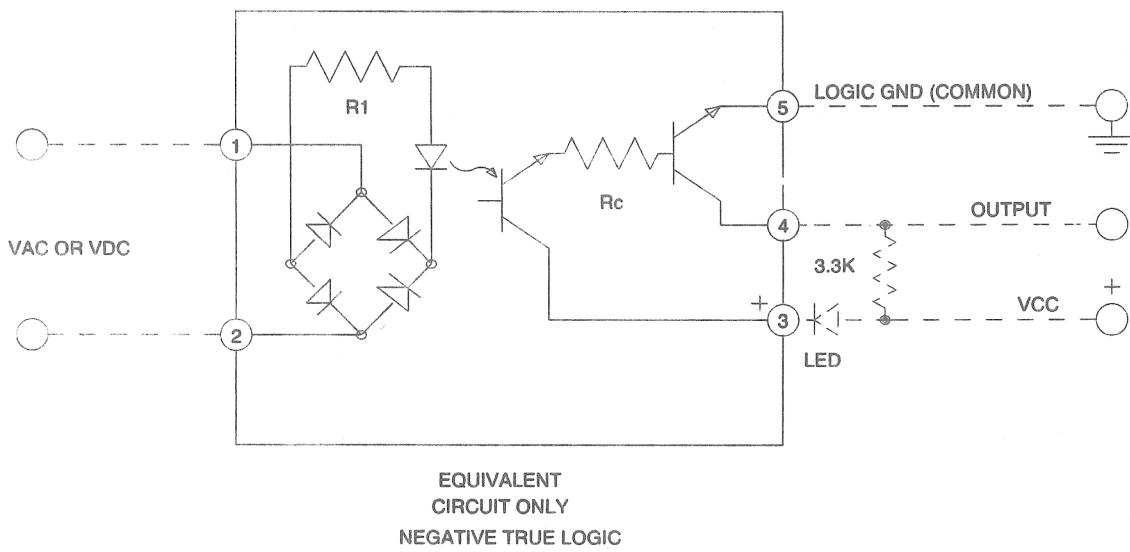 R1
5
LOGIC GND (COMMON)
1
Rc
4
OUTPUT
VAC OR VDC
3.3K
+
+
3
VCC
2
LED
EQUIVALENT
CIRCUIT ONLY
NEGATIVE TRUE LOGIC